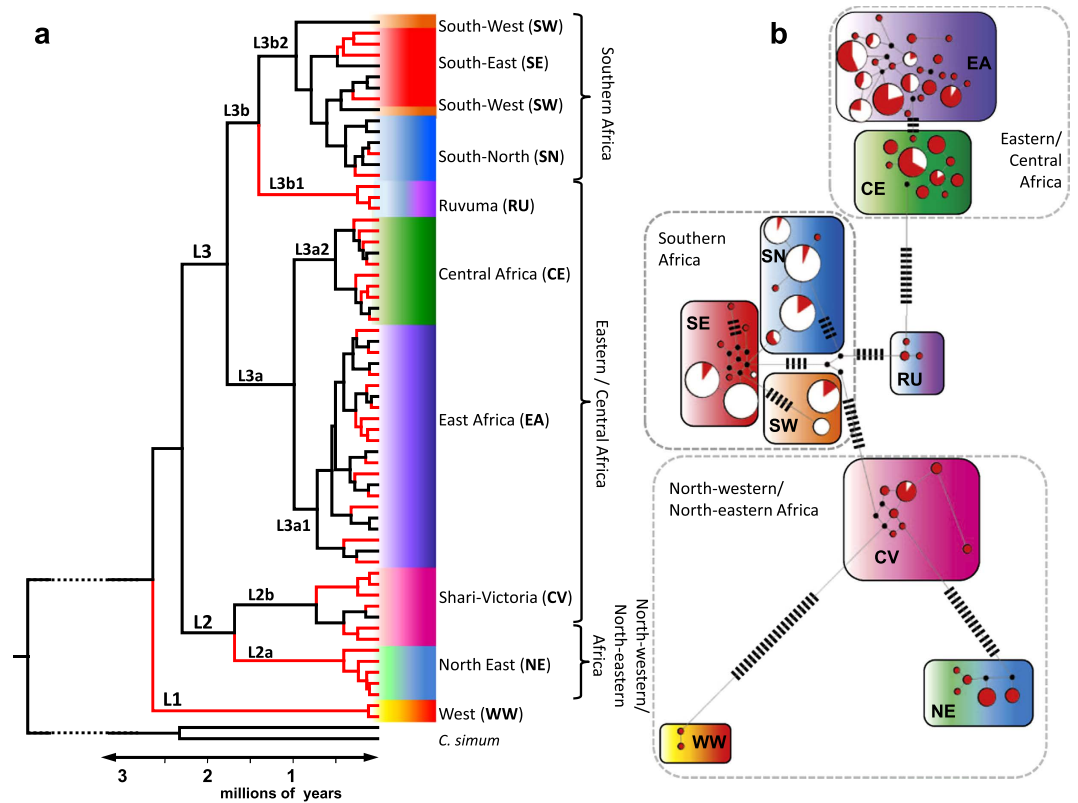 a
South-West (SW)
L3b2
South-East (SE)
South-West (SW)
L3b
South-North (SN)
L3b1
Ruvuma (RU)
L3
L3a2
Central Africa (CE)
L3a
East Africa (EA)
L3a1
L2b
Shari-Victoria (CV)
L2
L2a
North East (NE)
L1
West (WW)
C. simum
3
2
1
millions of years
Southern Africa
Eastern / Central Africa
North-western/
North-eastern
Africa
b
EA
Eastern/
Central
Africa
CE
Southern
Africa
SN
SE
RU
SW
North-western/
North-eastern Africa
CV
NE
WW